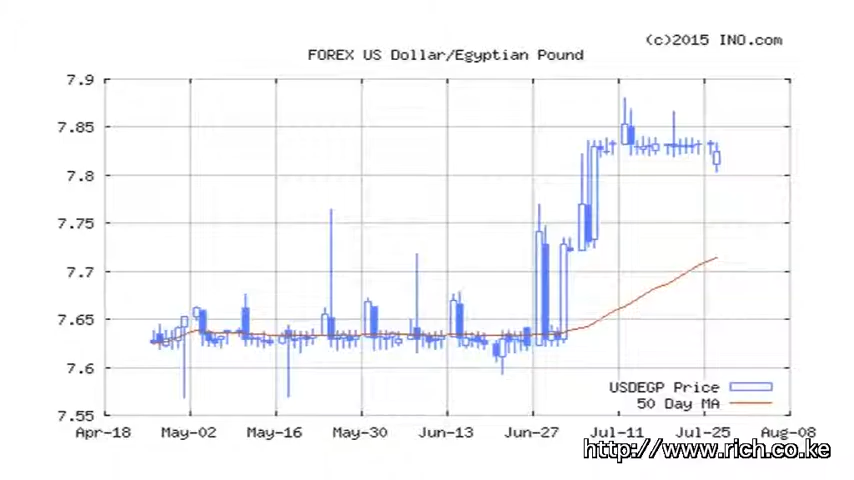 (c)2015 INO.com
FOREX US Dollar/Egyptian Pound
7.9
7.85
7.8
7.75
7.7
7.65
7.6
7.55
USDEGP Price
50 Day MA
Apr-18 May-02 May-16 May-30 Jun-13 Jun-27 Jul-11 Jul-25 Aug-08
http://www.rich.co.ke